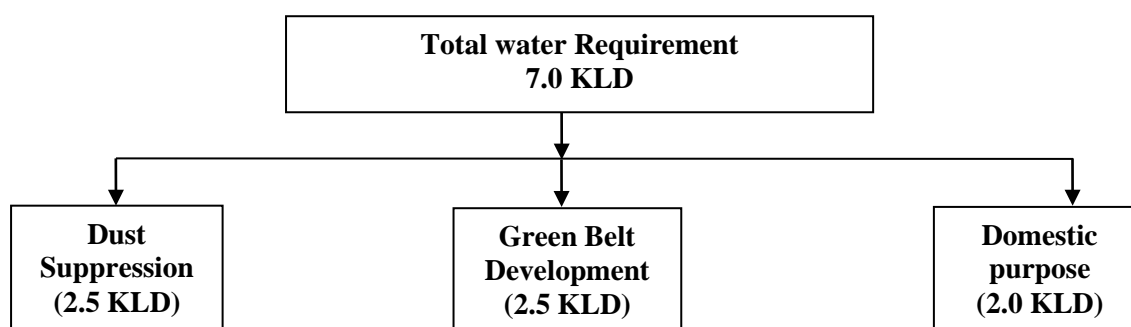 Total water Requirement
7.0 KLD
Dust
Suppression
(2.5 KLD)
Green Belt
Development
(2.5 KLD)
Domestic
purpose
(2.0 KLD)